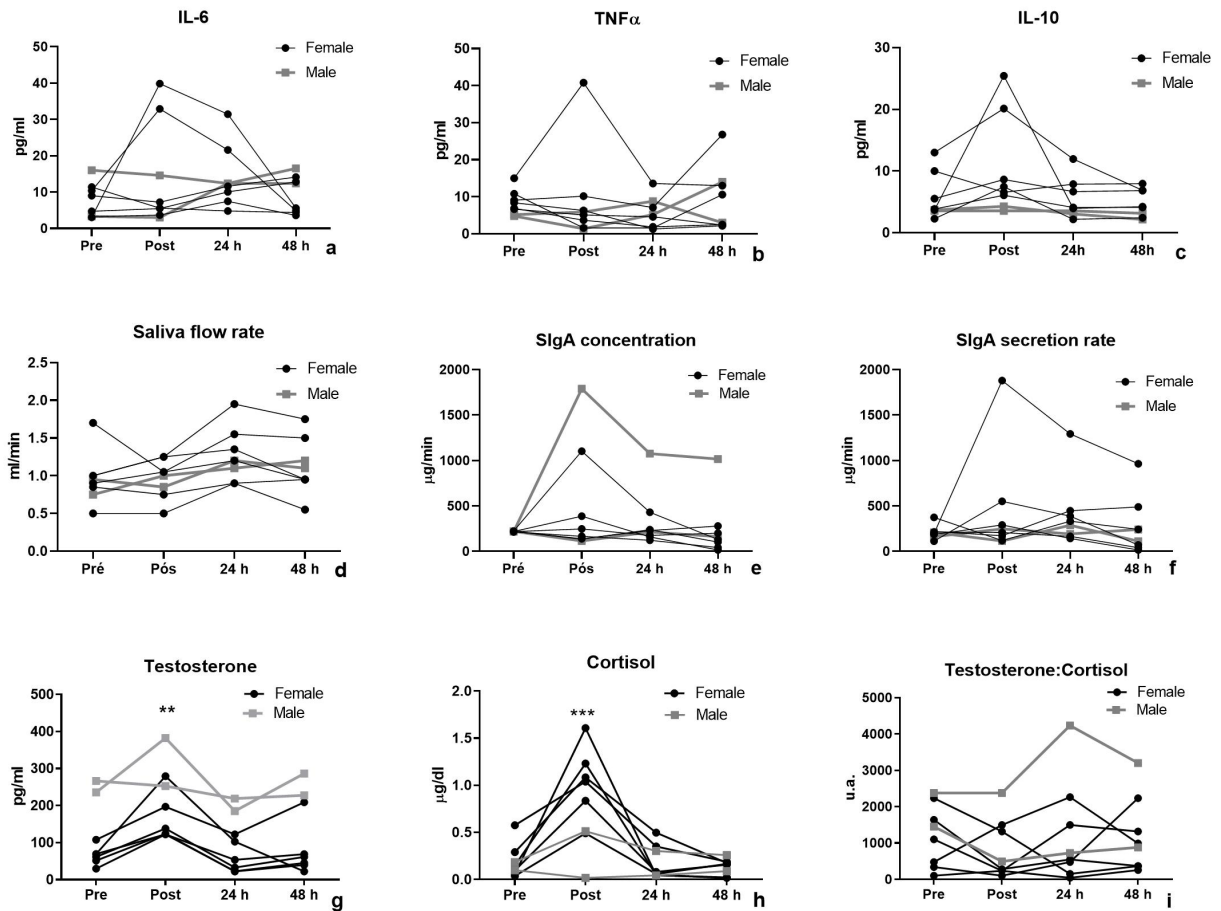 IL-6
50
40
30
20
10
0
pg/ml
Female
Male
Pre Post 24 h 48 h
a
TNFα
50
40
30
20
10
0
pg/ml
Female
Male
Pre Post 24 h 48 h
b
IL-10
30
20
10
0
pg/ml
Female
Male
Pre Post 24h 48h
c
Saliva flow rate
2.5
2.0
1.5
1.0
0.5
0.0
ml/min
Female
Male
Pré Pós 24 h 48 h
d
SIgA concentration
2000
1500
1000
500
0
μg/min
Female
Male
Pré Pós 24 h 48 h
e
SIgA secretion rate
2000
1500
1000
500
0
μg/min
Female
Male
Pre Post 24 h 48 h
f
Testosterone
500
400
300
200
100
0
pg/ml
**
Female
Male
Pre Post 24 h 48 h
g
Cortisol
2.0
1.5
1.0
0.5
0.0
μg/dl
***
Female
Male
Pre Post 24 h 48 h
h
Testosterone:Cortisol
5000
4000
3000
2000
1000
0
u.a.
Female
Male
Pre Post 24 h 48 h
i